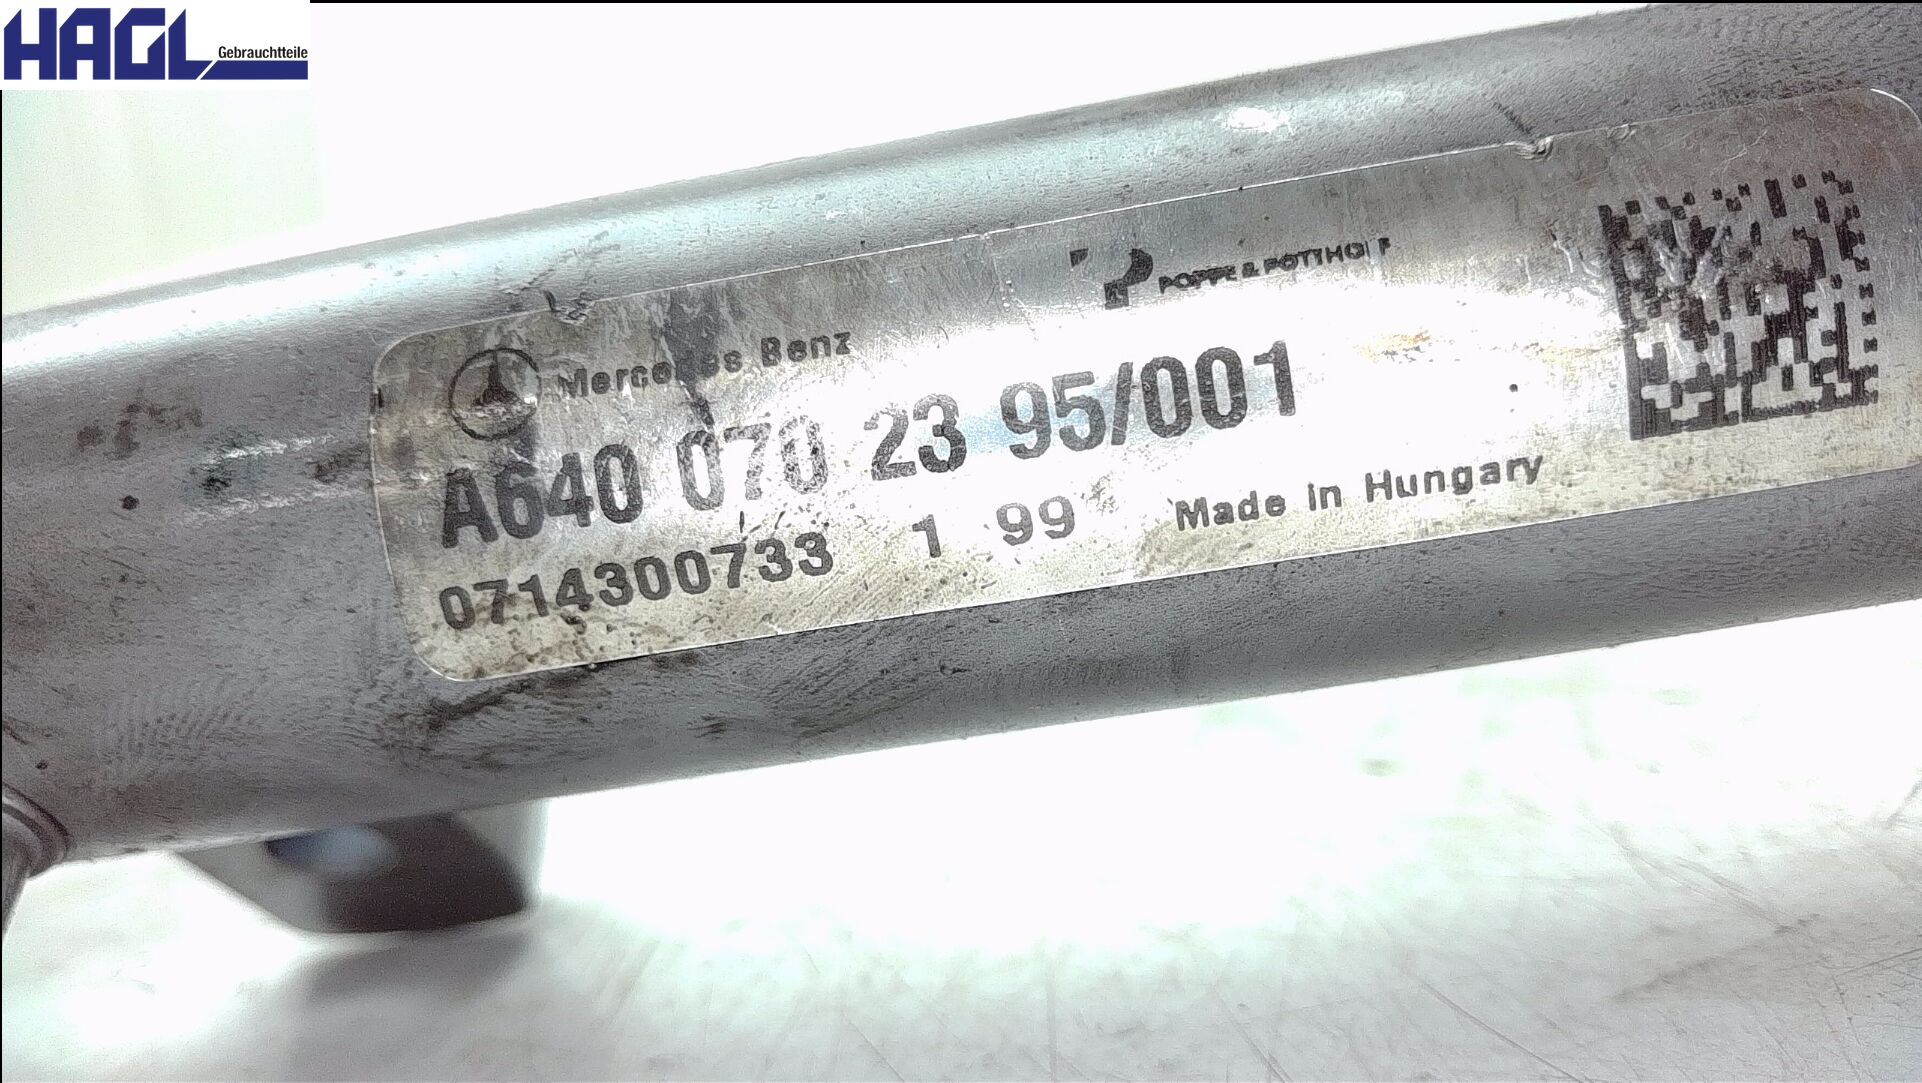 HAGL
Gebrauchtteile
POPPE & POTTHOFF
Mercedes Benz
A640 070 23 95/001
0714300733 1 99 Made in Hungary